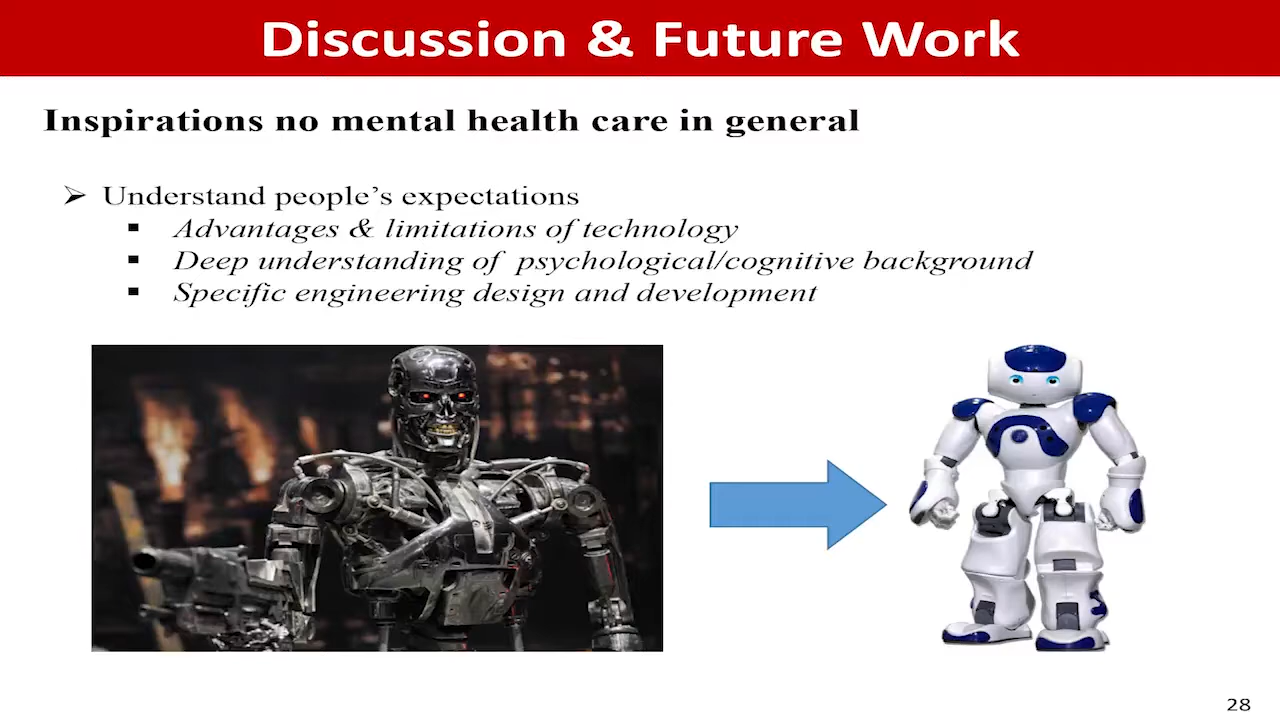 Discussion & Future Work
Inspirations no mental health care in general
➢ Understand people’s expectations
▪ Advantages & limitations of technology
▪ Deep understanding of psychological/cognitive background
▪ Specific engineering design and development
28